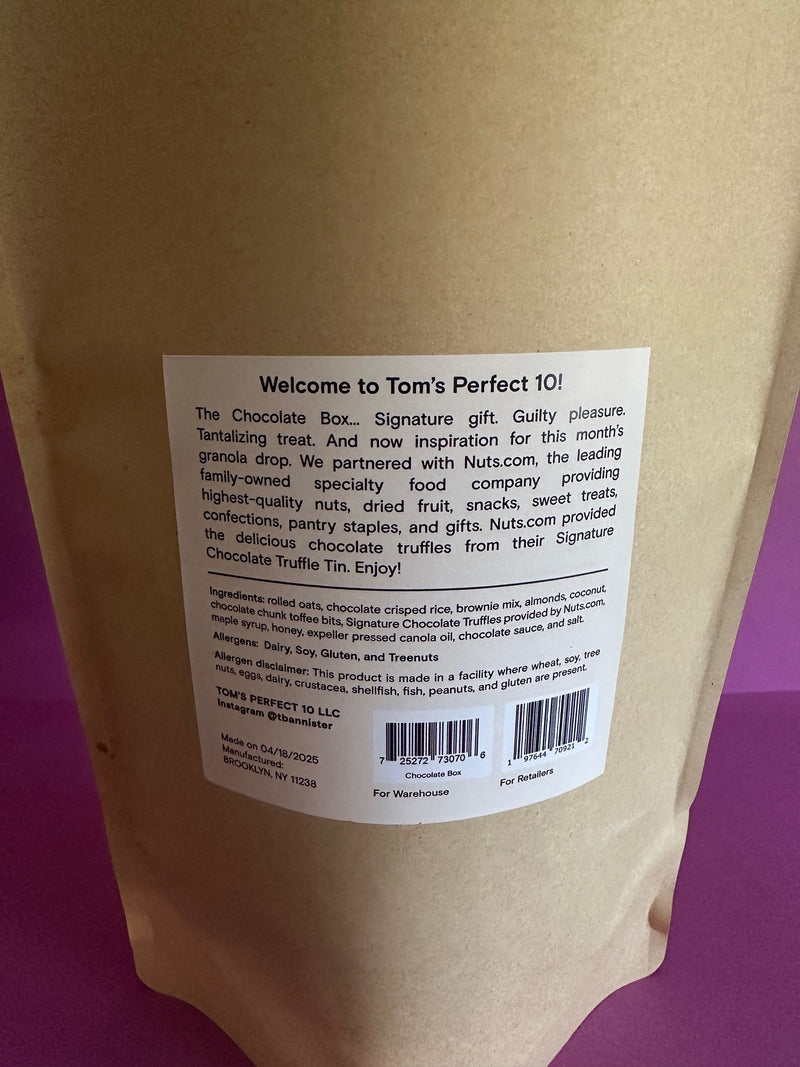 Welcome to Tom's Perfect 10!
The Chocolate Box... Signature gift. Guilty pleasure.
Tantalizing treat. And now inspiration for this month's
granola drop. We partnered with Nuts.com, the leading
family-owned specialty food company providing
highest-quality nuts, dried fruit, snacks, sweet treats,
confections, pantry staples, and gifts. Nuts.com provided
the delicious chocolate truffles from their Signature
Chocolate Truffle Tin. Enjoy!
Ingredients: rolled oats, chocolate crisped rice, brownie mix, almonds, coconut,
chocolate chunk toffee bits, Signature Chocolate Truffles provided by Nuts.com,
maple syrup, honey, expeller pressed canola oil, chocolate sauce, and salt.
Allergens: Dairy, Soy, Gluten, and Treenuts
Allergen disclaimer: This product is made in a facility where wheat, soy, tree
nuts, eggs, dairy, crustacea, shellfish, fish, peanuts, and gluten are present.
TOM'S PERFECT 10 LLC
Instagram @tbannister
Made on 04/18/2025
Manufactured:
BROOKLYN, NY 11238
7 25272 73070 6
Chocolate Box
For Warehouse
1 97644 70921 2
For Retailers